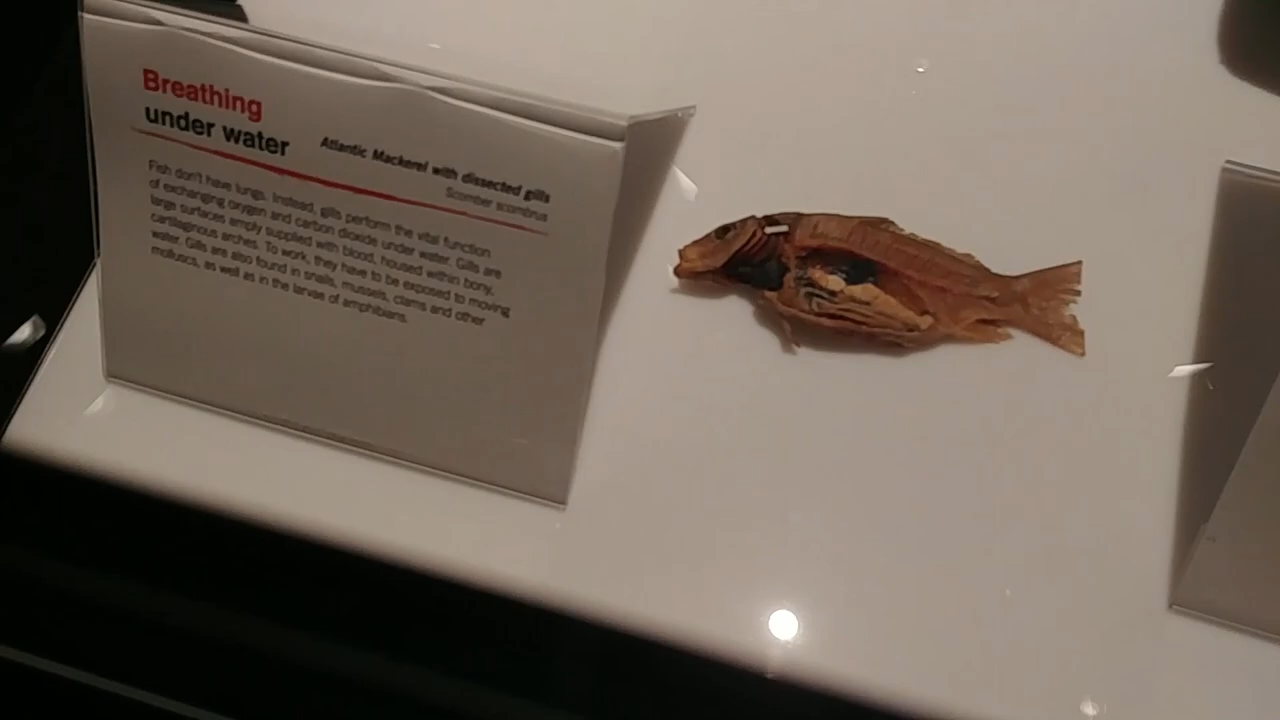 Breathing
under water
Atlantic Mackerel with dissected gills
Scomber scombrus
Fish don't have lungs. Instead, gills perform the vital function
of exchanging oxygen and carbon dioxide under water. Gills are
large surfaces amply supplied with blood, housed within bony,
cartilaginous arches. To work, they have to be exposed to moving
water. Gills are also found in snails, mussels, clams and other
molluscs, as well as in the larvae of amphibians.